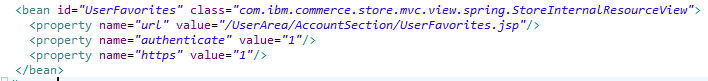 <bean id="UserFavorites" class="com.ibm.commerce.store.mvc.view.spring.StoreInternalResourceView">
<property name="url" value="/UserArea/AccountSection/UserFavorites.jsp"/>
<property name="authenticate" value="1"/>
<property name="https" value="1"/>
</bean>